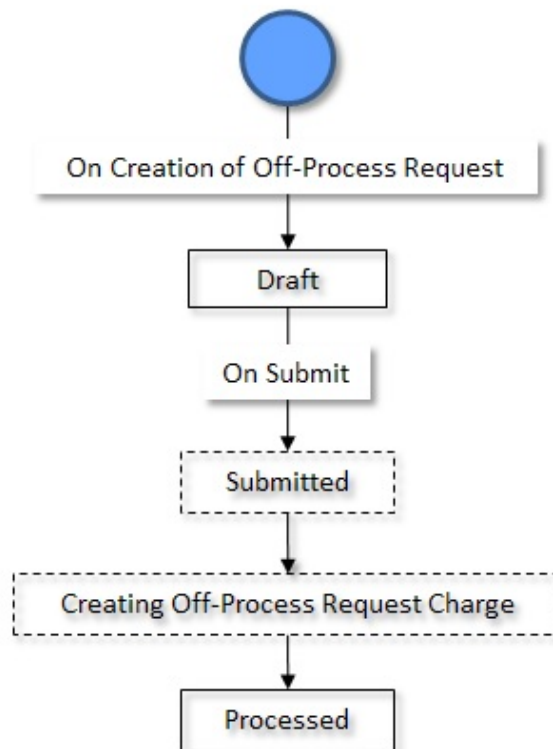 On Creation of Off-Process Request
Draft
On Submit
Submitted
Creating Off-Process Request Charge
Processed